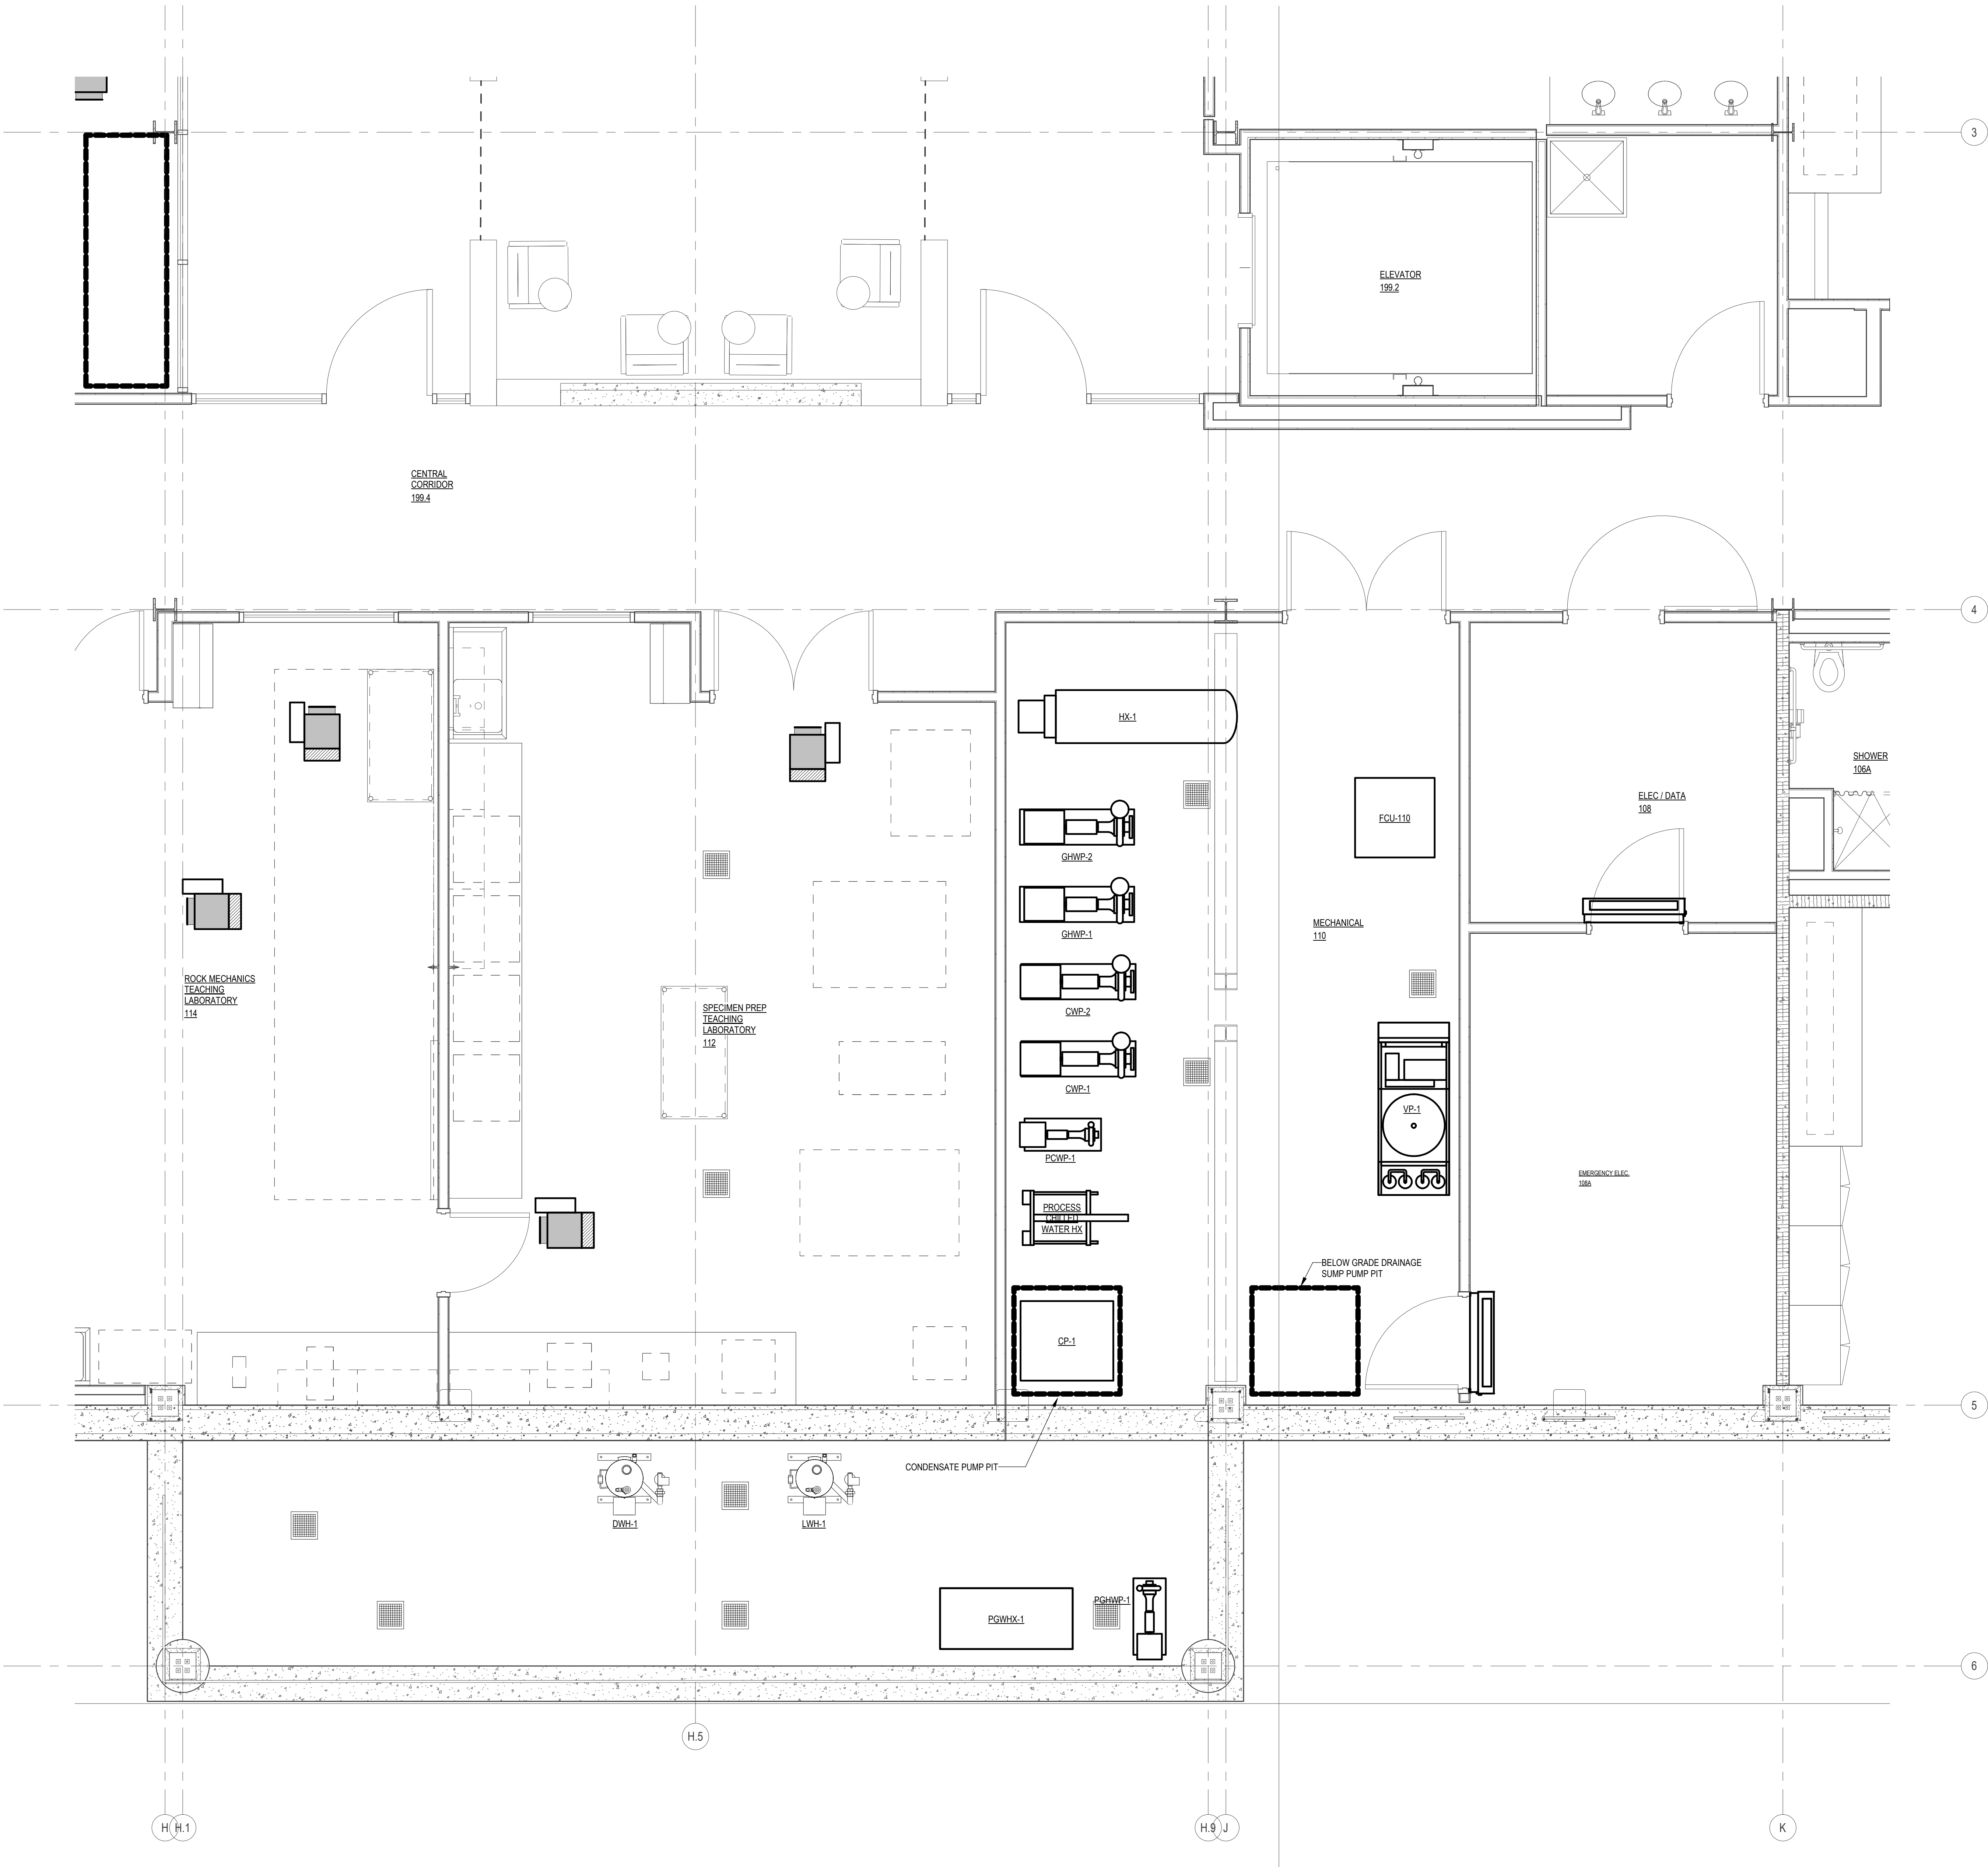 3
ELEVATOR
199.2
CENTRAL
CORRIDOR
199.4
4
HX-1
SHOWER
106A
ELEC / DATA
108
FCU-110
GHWP-2
GHWP-1
MECHANICAL
110
ROCK MECHANICS
TEACHING
LABORATORY
114
SPECIMEN PREP
TEACHING
LABORATORY
112
CWP-2
CWP-1
VP-1
PCWP-1
EMERGENCY ELEC.
108A
PROCESS
CHILLED
WATER HX
BELOW GRADE DRAINAGE
SUMP PUMP PIT
CP-1
5
CONDENSATE PUMP PIT
DWH-1
LWH-1
PGHWP-1
PGWHX-1
6
H.5
H
H.1
H.9
J
K